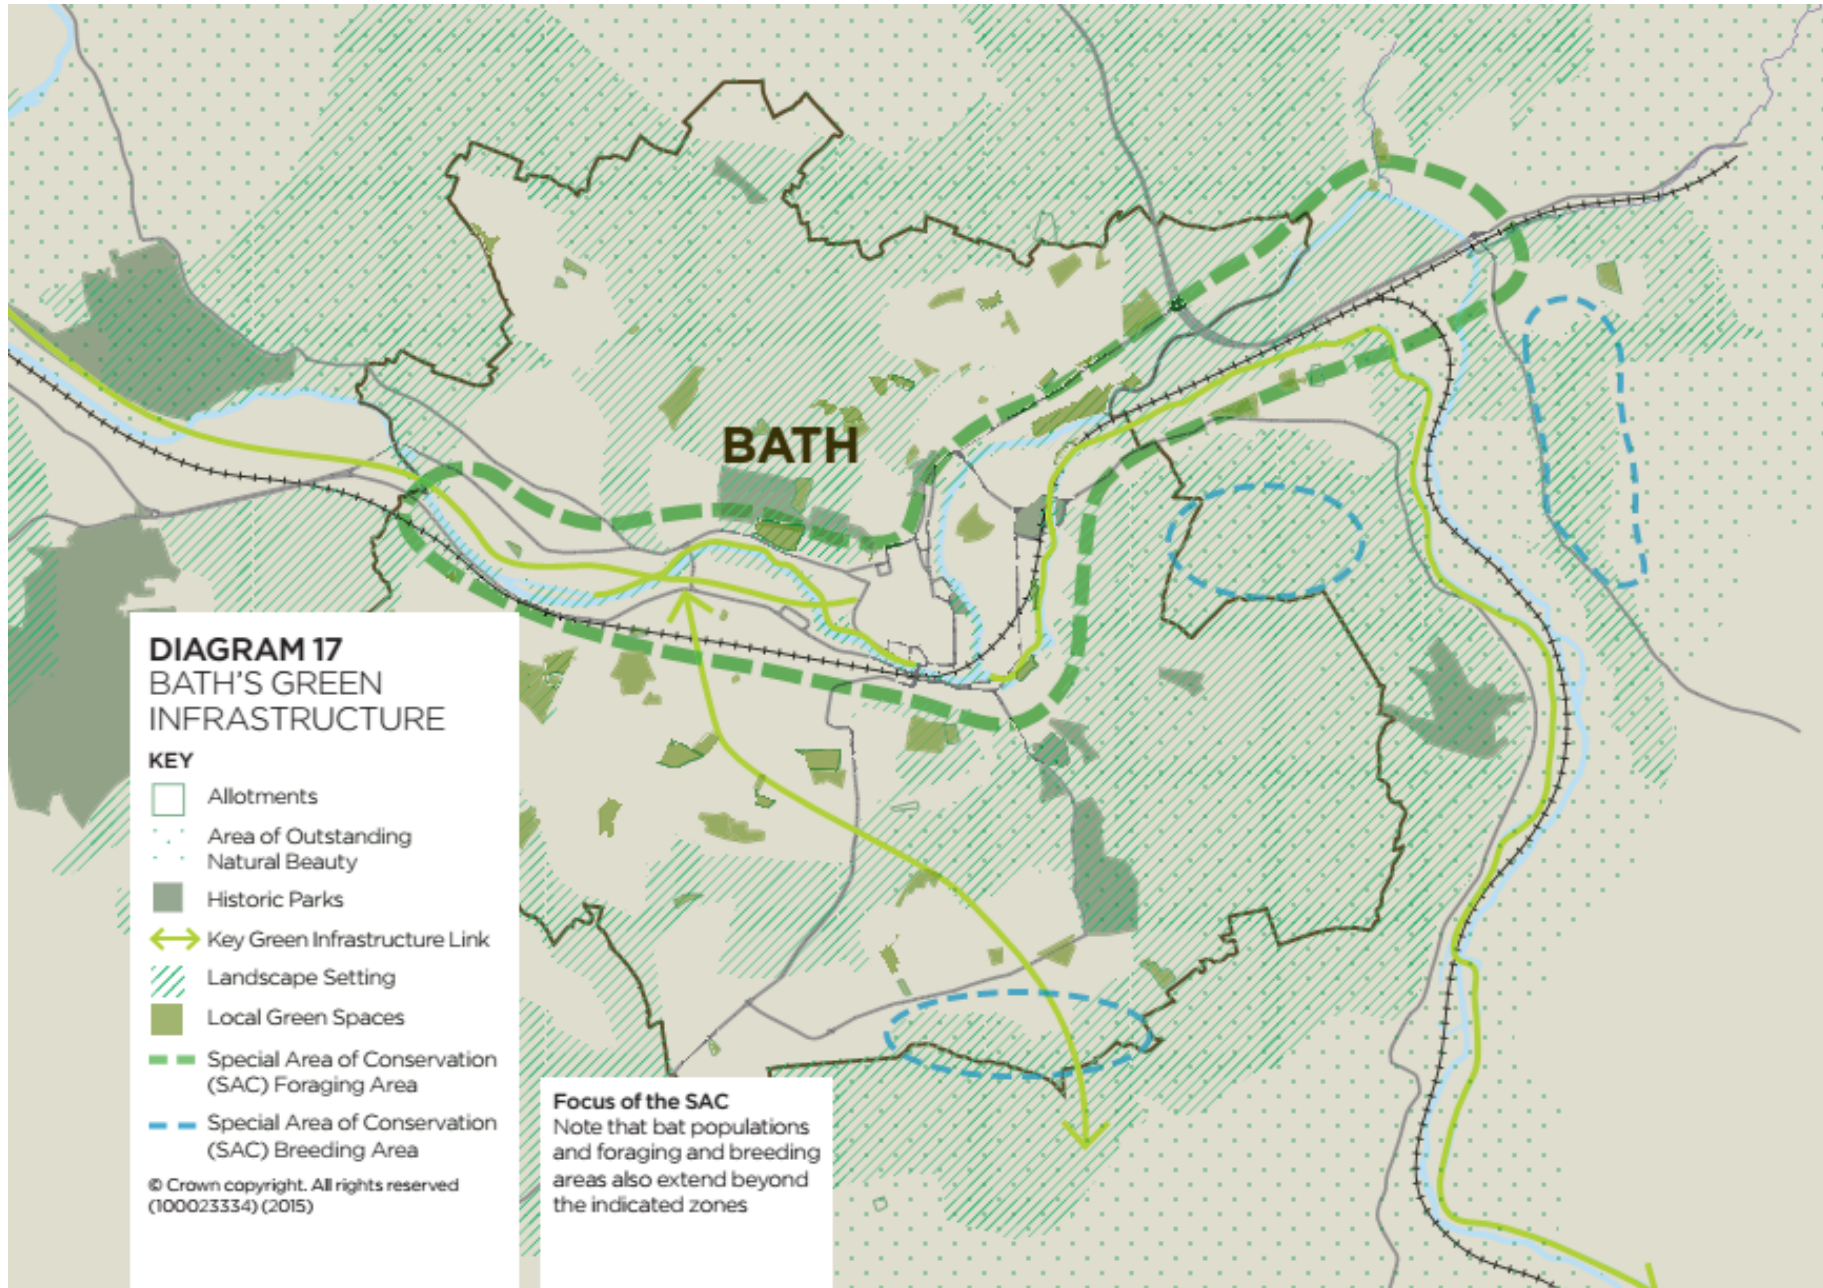 BATH
DIAGRAM 17
BATH'S GREEN
INFRASTRUCTURE
KEY
Allotments
Area of Outstanding
Natural Beauty
Historic Parks
Key Green Infrastructure Link
Landscape Setting
Local Green Spaces
Special Area of Conservation
(SAC) Foraging Area
Special Area of Conservation
(SAC) Breeding Area
© Crown copyright. All rights reserved
(100023334) (2015)
Focus of the SAC
Note that bat populations
and foraging and breeding
areas also extend beyond
the indicated zones